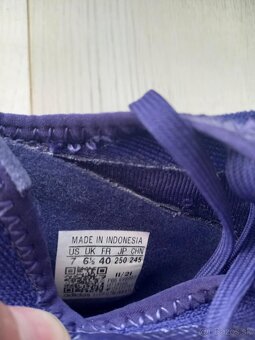 MADE IN INDONESIA
US UK FR JP CHN
7 6½ 40 250 245
11/21